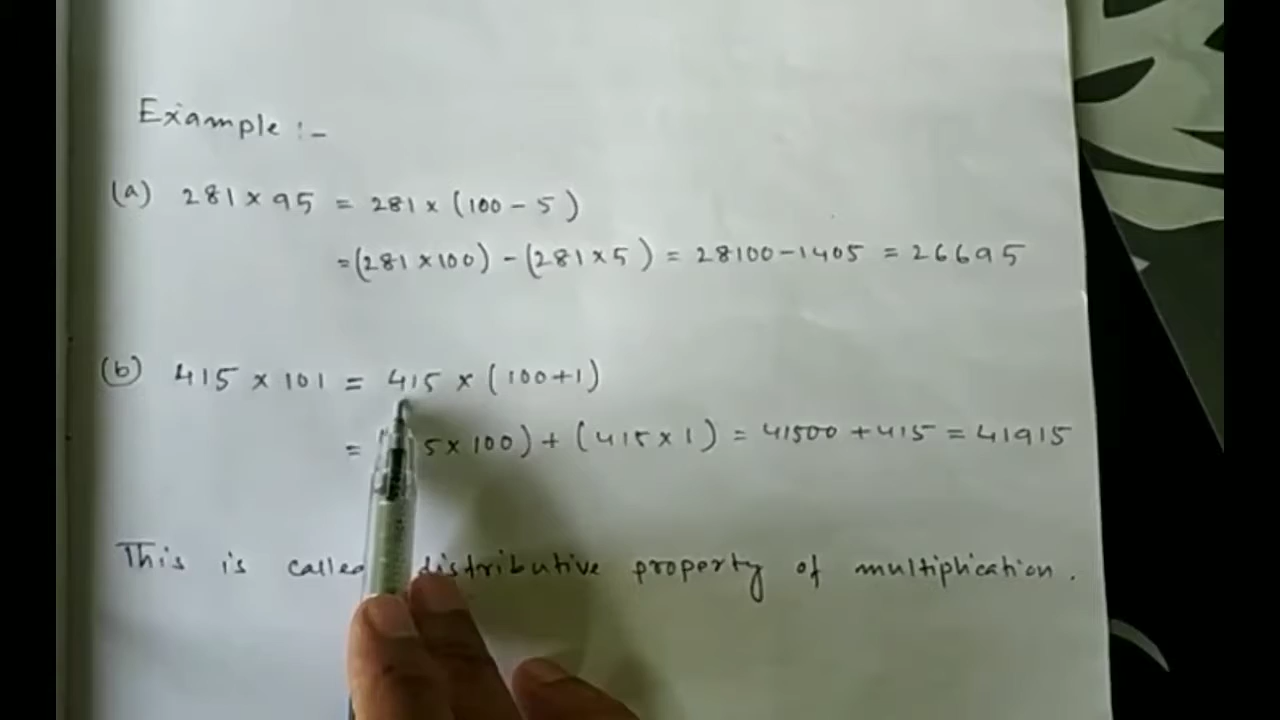 Example :-
(a) 281 × 95 = 281 × (100 - 5)
= (281 × 100) - (281 × 5) = 28100 - 1405 = 26695
(b) 415 × 101 = 415 × (100 + 1)
= 5 × 100) + (415 × 1) = 41500 + 415 = 41915
This is called distributive property of multiplication.